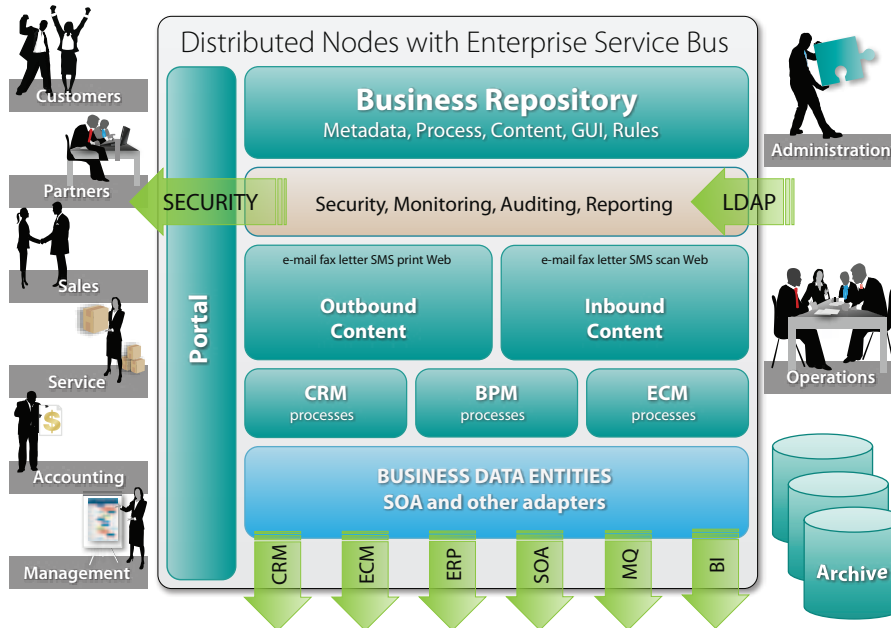 Distributed Nodes with Enterprise Service Bus
Customers
Partners
Sales
Service
Accounting
Management
Portal
Business Repository
Metadata, Process, Content, GUI, Rules
SECURITY
Security, Monitoring, Auditing, Reporting
LDAP
e-mail fax letter SMS print Web
Outbound
Content
e-mail fax letter SMS scan Web
Inbound
Content
CRM
processes
BPM
processes
ECM
processes
BUSINESS DATA ENTITIES
SOA and other adapters
CRM
ECM
ERP
SOA
MQ
BI
Administration
Operations
Archive